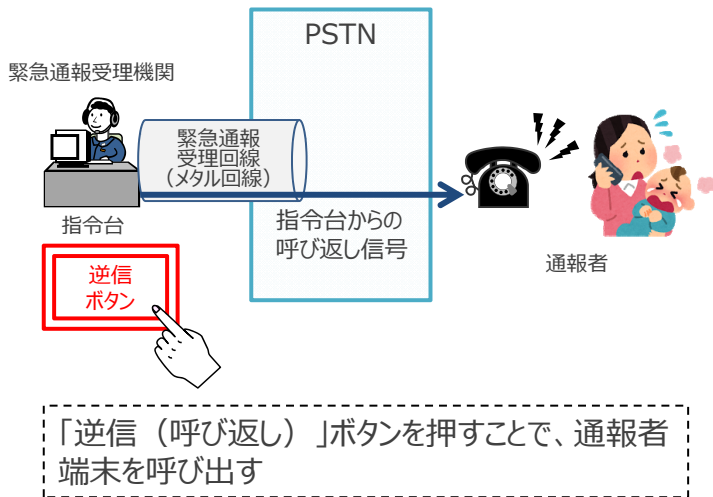 PSTN
緊急通報受理機関
緊急通報
受理回線
（メタル回線）
指令台
指令台からの
呼び返し信号
通報者
逆信
ボタン
「逆信（呼び返し）」ボタンを押すことで、通報者
端末を呼び出す